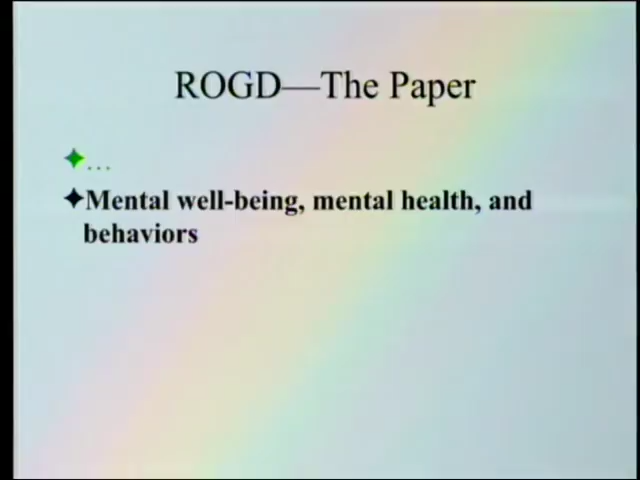 ROGD—The Paper
✦...
✦Mental well-being, mental health, and
behaviors